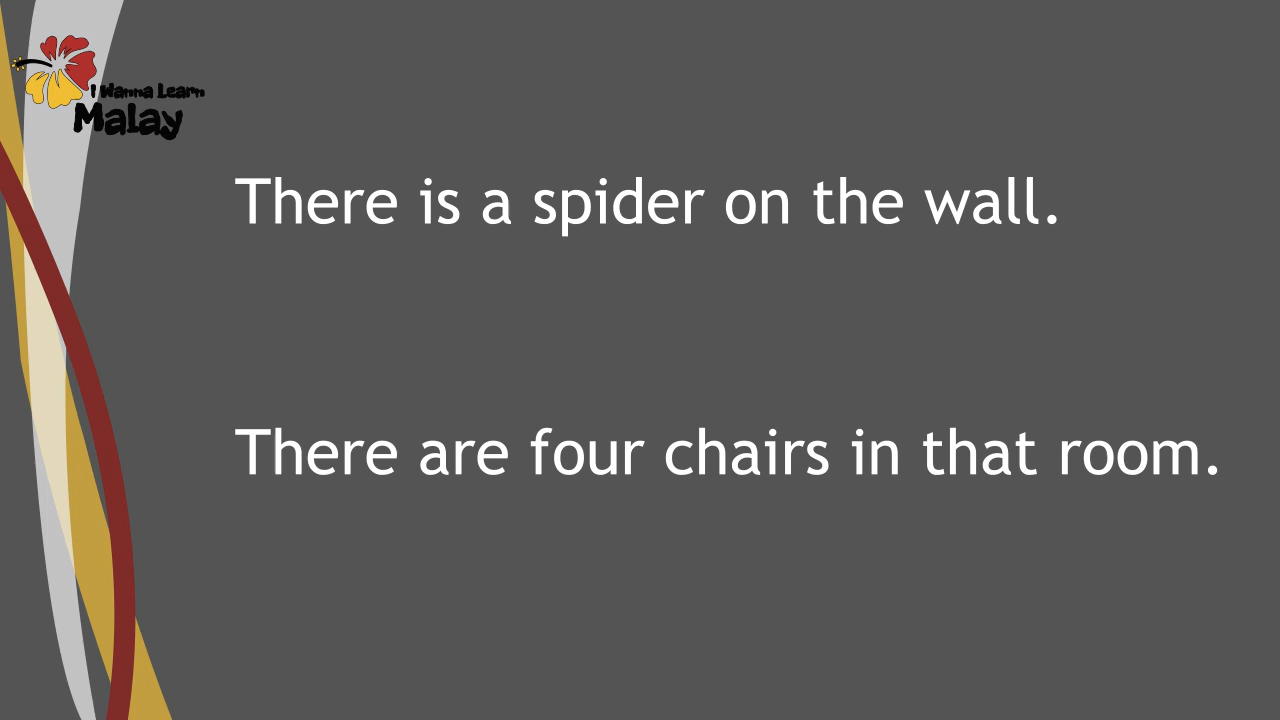 I Wanna Learn
Malay
There is a spider on the wall.
There are four chairs in that room.